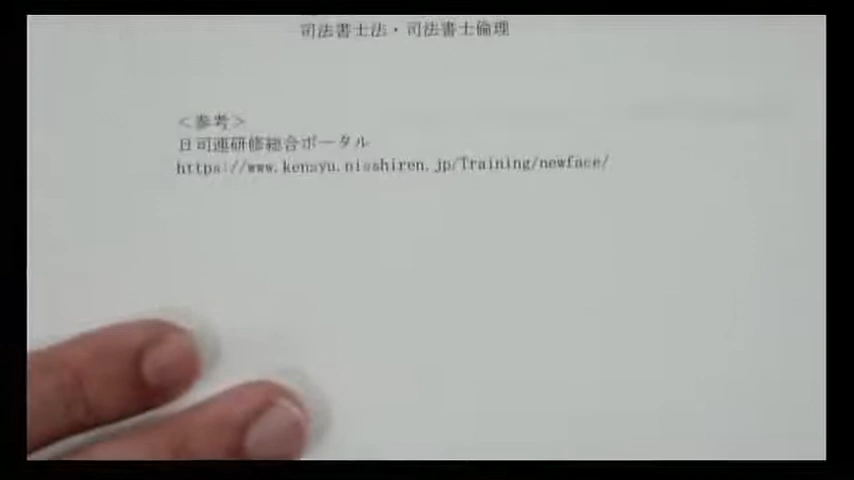 司法書士法・司法書士倫理
＜参考＞
日司連研修総合ポータル
https://www.kensyu.nisshiren.jp/Training/newface/